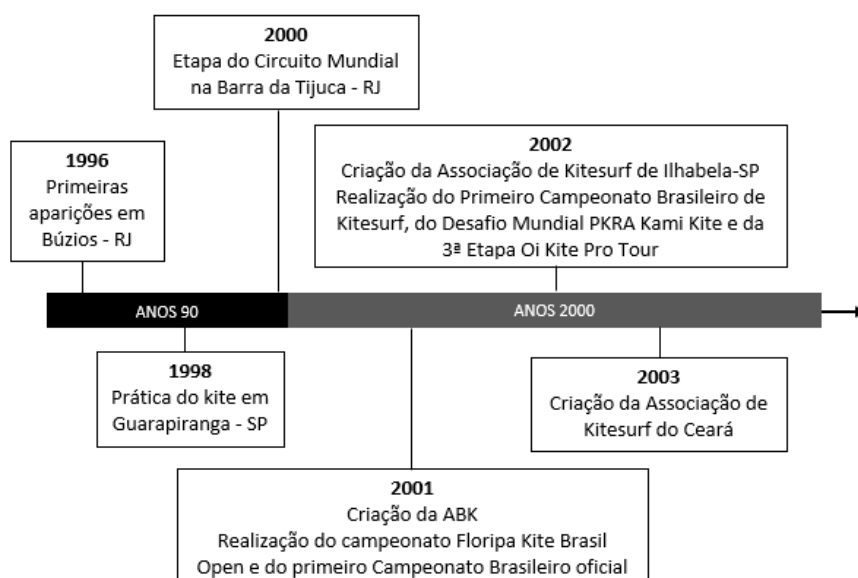 2000
Etapa do Circuito Mundial
na Barra da Tijuca - RJ
1996
Primeiras
aparições em
Búzios - RJ
2002
Criação da Associação de Kitesurf de Ilhabela-SP
Realização do Primeiro Campeonato Brasileiro de
Kitesurf, do Desafio Mundial PKRA Kami Kite e da
3ª Etapa Oi Kite Pro Tour
ANOS 90
ANOS 2000
1998
Prática do kite em
Guarapiranga - SP
2003
Criação da Associação de
Kitesurf do Ceará
2001
Criação da ABK
Realização do campeonato Floripa Kite Brasil
Open e do primeiro Campeonato Brasileiro oficial